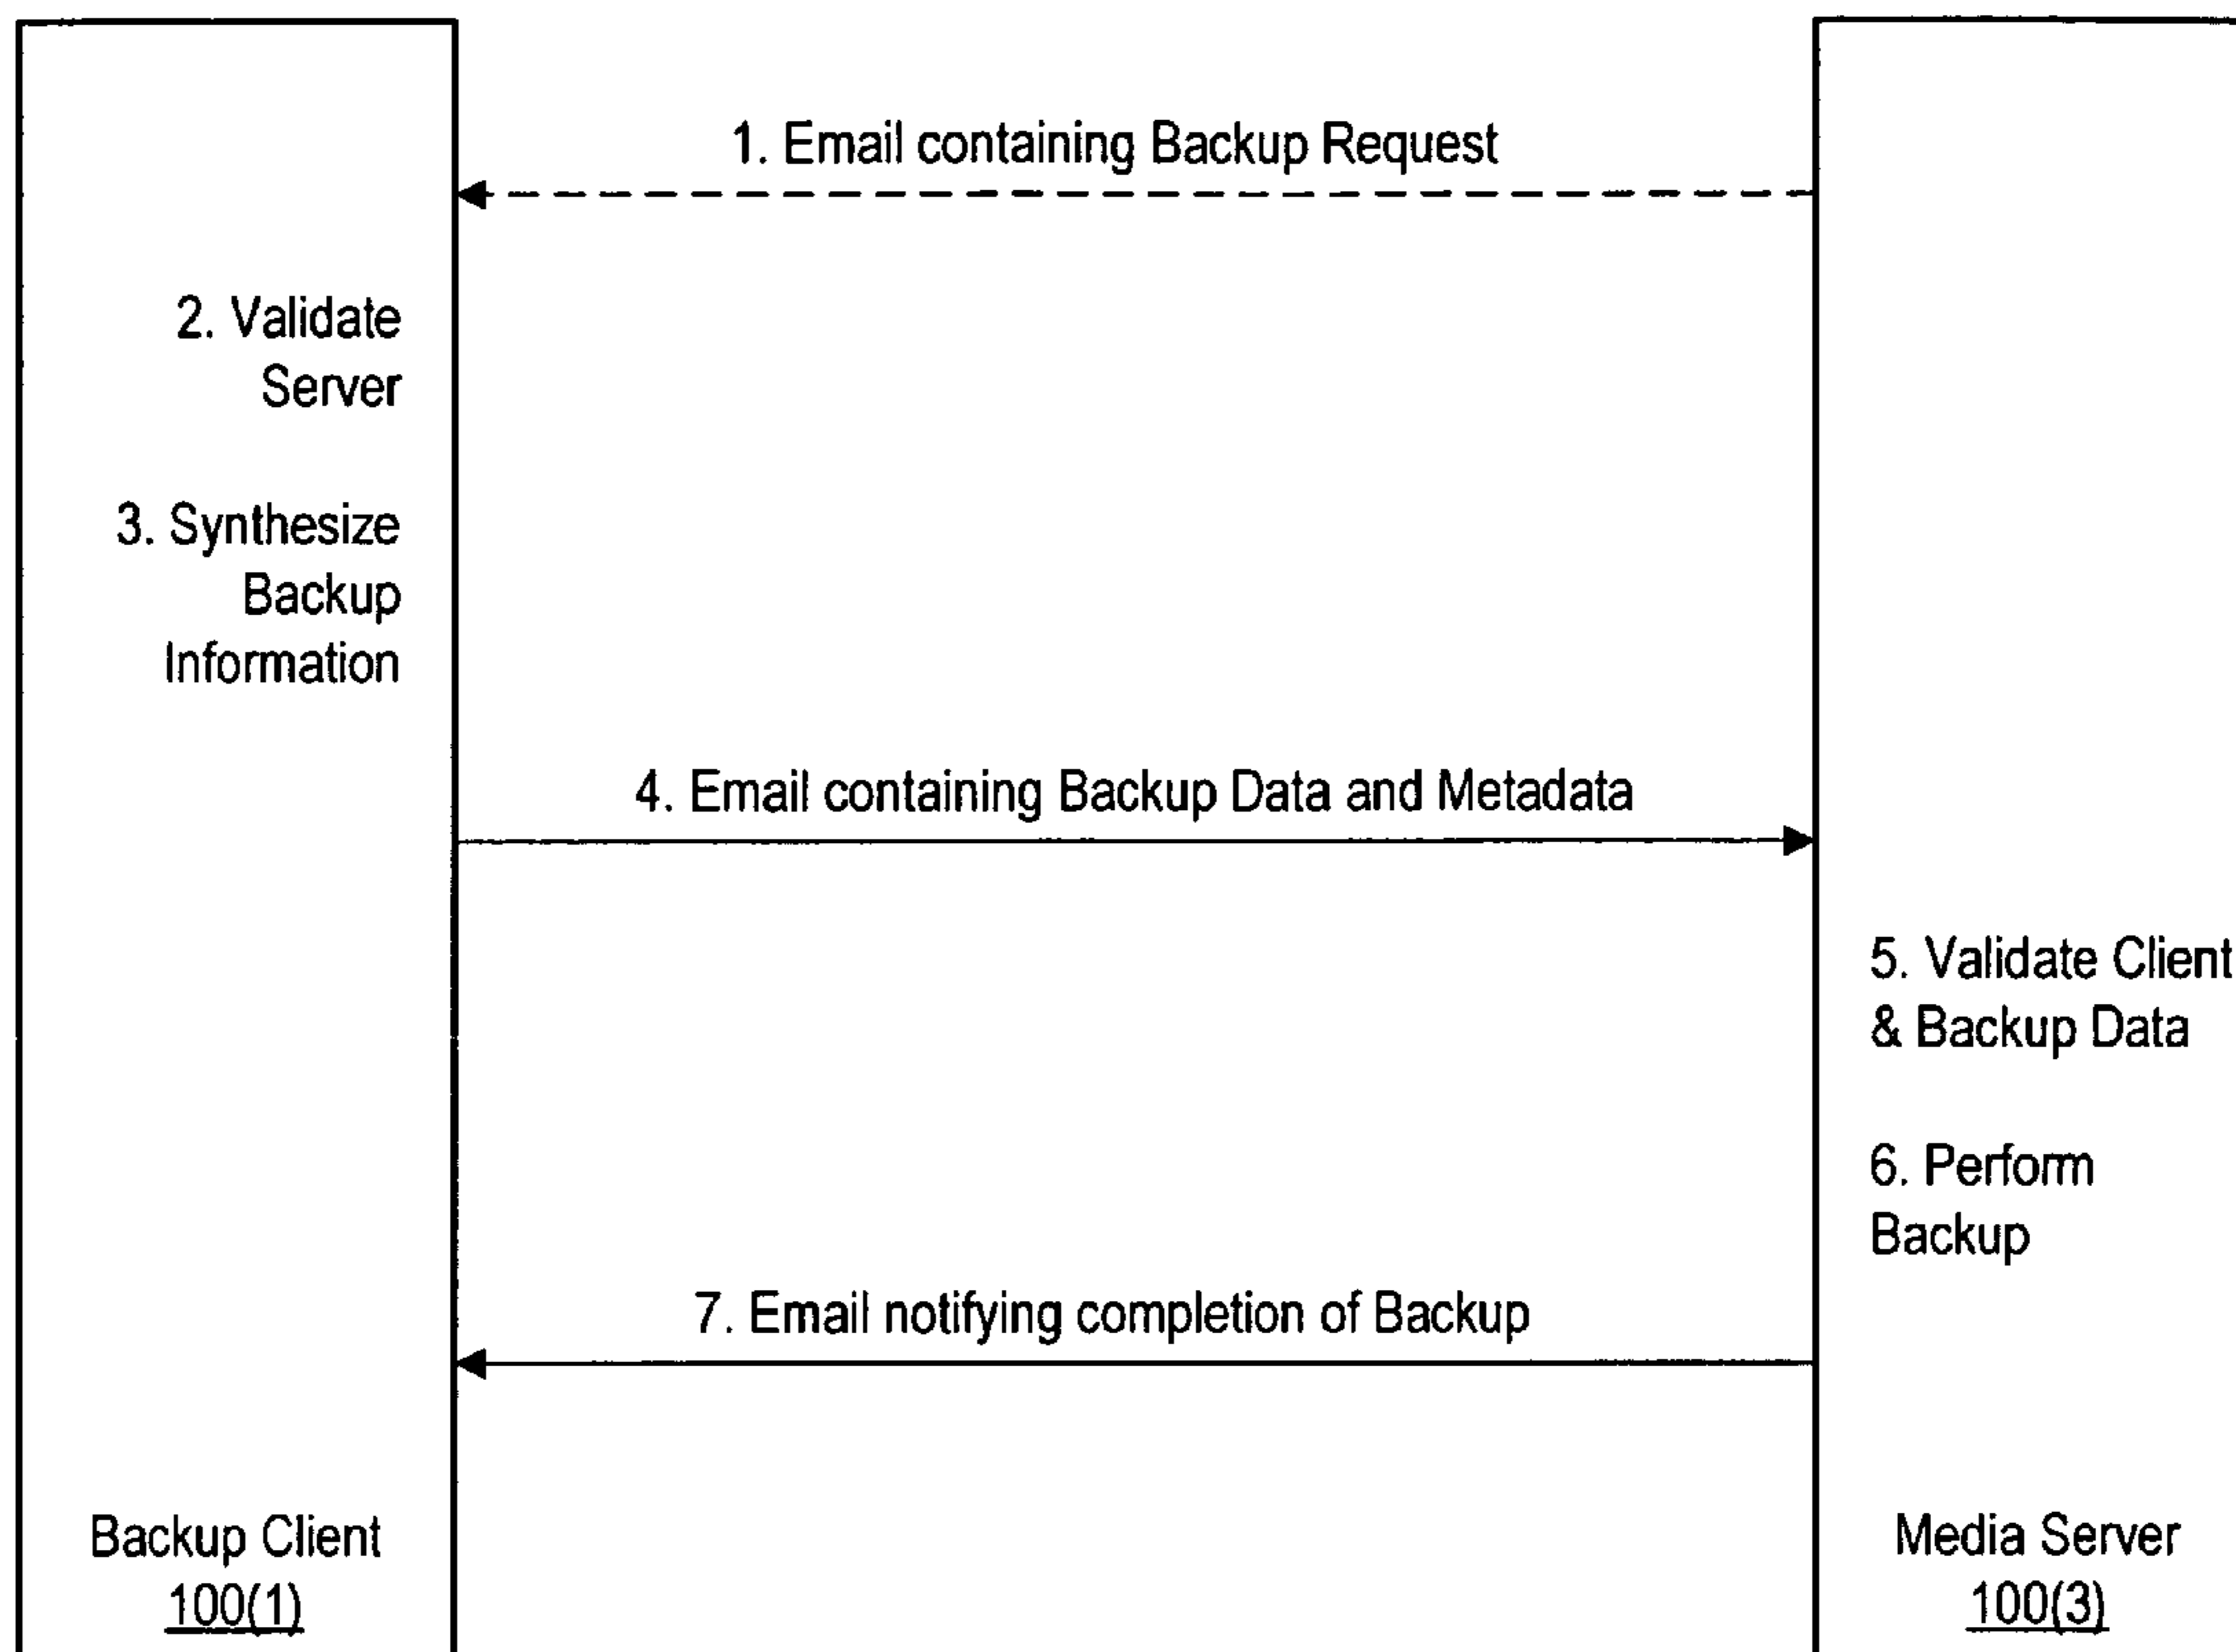 1. Email containing Backup Request
2. Validate
Server
3. Synthesize
Backup
Information
4. Email containing Backup Data and Metadata
5. Validate Client
& Backup Data
6. Perform
Backup
7. Email notifying completion of Backup
Backup Client
100(1)
Media Server
100(3)